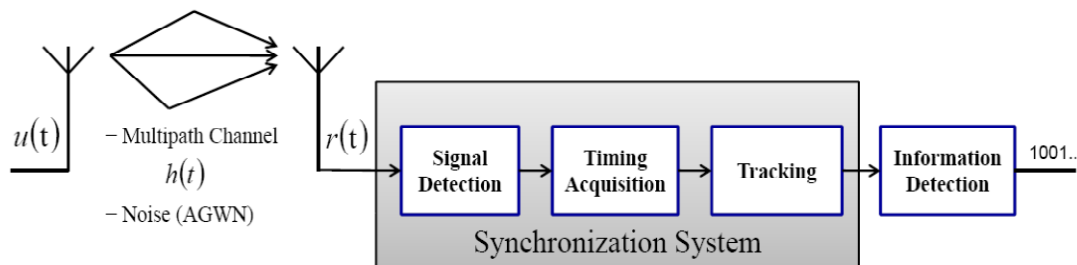 u(t)
– Multipath Channel
h(t)
– Noise (AGWN)
r(t)
Signal
Detection
Timing
Acquisition
Tracking
Information
Detection
1001..
Synchronization System